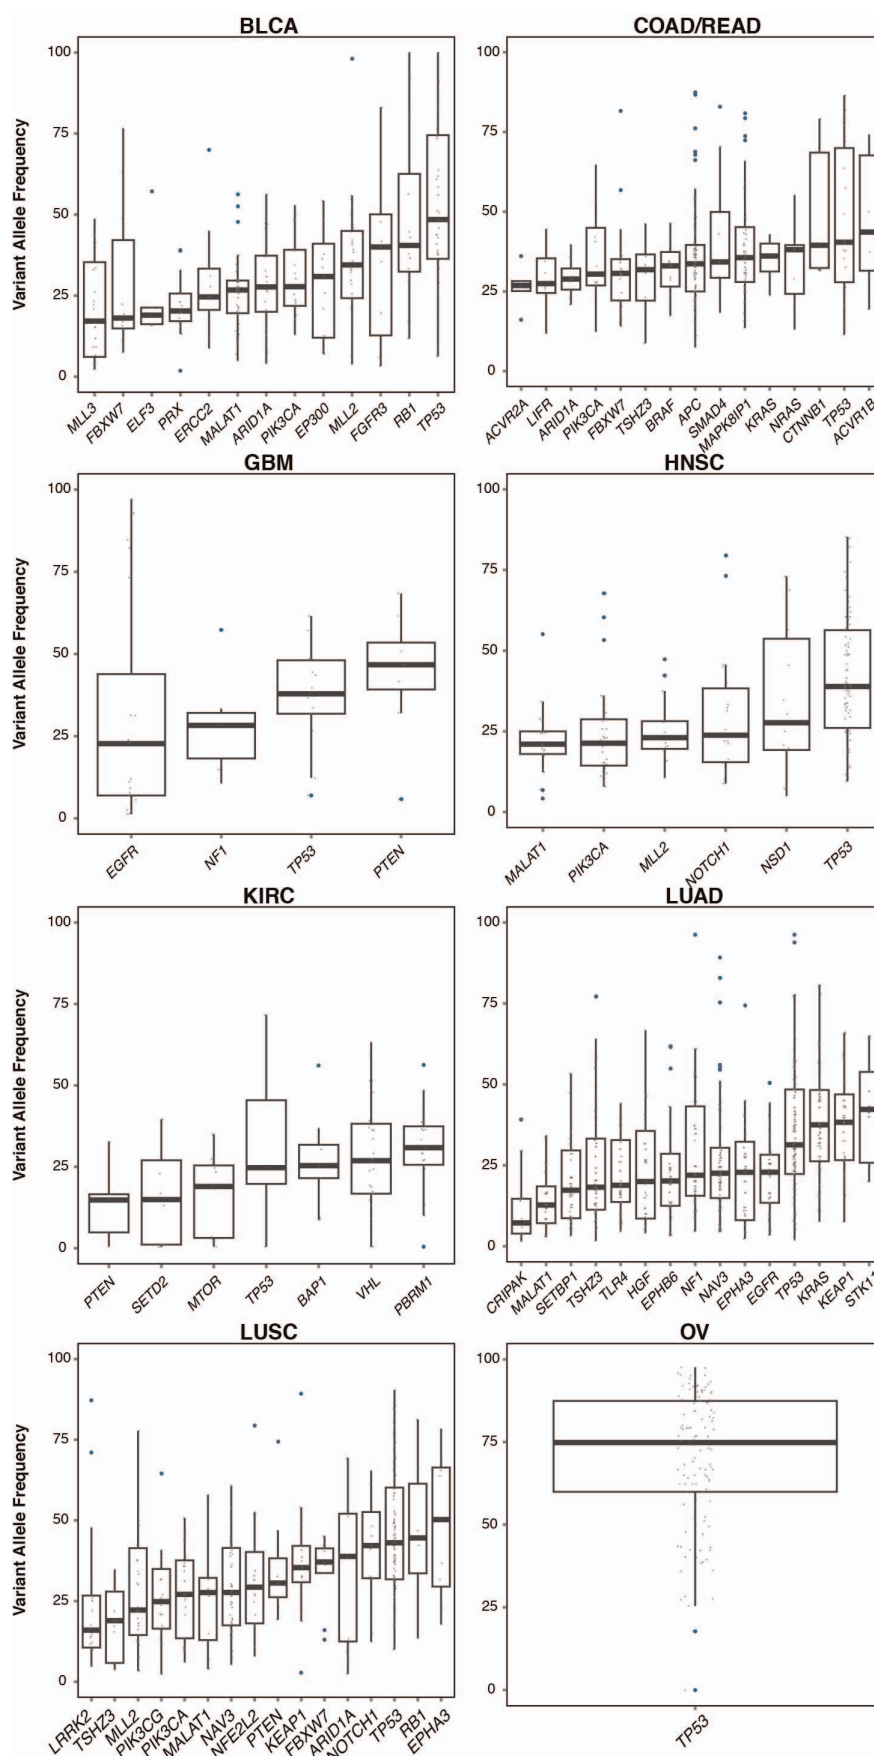 BLCA
COAD/READ
Variant Allele Frequency
100
75
50
25
0
MLL3 FBXW7 ELF3 PRX ERCC2 MALAT1 ARID1A PIK3CA EP300 MLL2 FGFR3 RB1 TP53
100
75
50
25
0
ACVR2A LIFR ARID1A PIK3CA FBXW7 TSHZ3 BRAF APC SMAD4 MAPK8IP1 KRAS NRAS CTNNB1 TP53 ACVR1B
GBM
HNSC
Variant Allele Frequency
100
75
50
25
0
EGFR NF1 TP53 PTEN
100
75
50
25
0
MALAT1 PIK3CA MLL2 NOTCH1 NSD1 TP53
KIRC
LUAD
Variant Allele Frequency
100
75
50
25
0
PTEN SETD2 MTOR TP53 BAP1 VHL PBRM1
100
75
50
25
0
CRIPAK MALAT1 SETBP1 TSHZ3 TLR4 HGF EPHB6 NF1 NAV3 EPHA3 EGFR TP53 KRAS KEAP1 STK11
LUSC
OV
Variant Allele Frequency
100
75
50
25
0
LRRK2 TSHZ3 MLL2 PIK3CG PIK3CA MALAT1 NAV3 NFE2L2 PTEN KEAP1 FBXW7 ARID1A NOTCH1 TP53 RB1 EPHA3
100
75
50
25
0
TP53